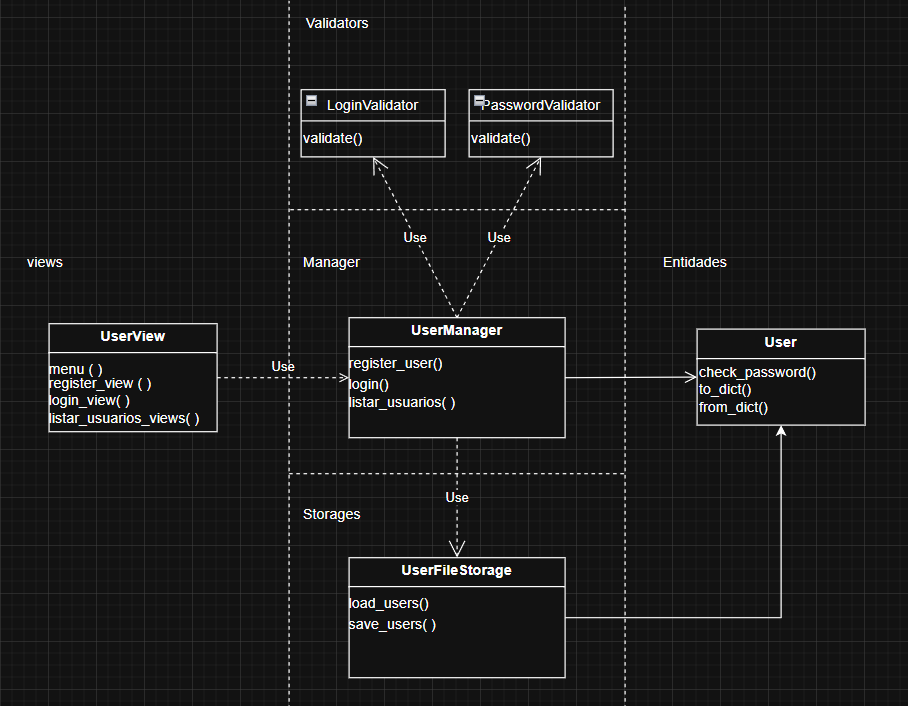 Validators
LoginValidator
validate()
PasswordValidator
validate()
Use
Use
views
Manager
Entidades
UserView
menu ( )
register_view ( )
login_view( )
listar_usuarios_views( )
Use
UserManager
register_user()
login()
listar_usuarios( )
User
check_password()
to_dict()
from_dict()
Use
Storages
UserFileStorage
load_users()
save_users( )